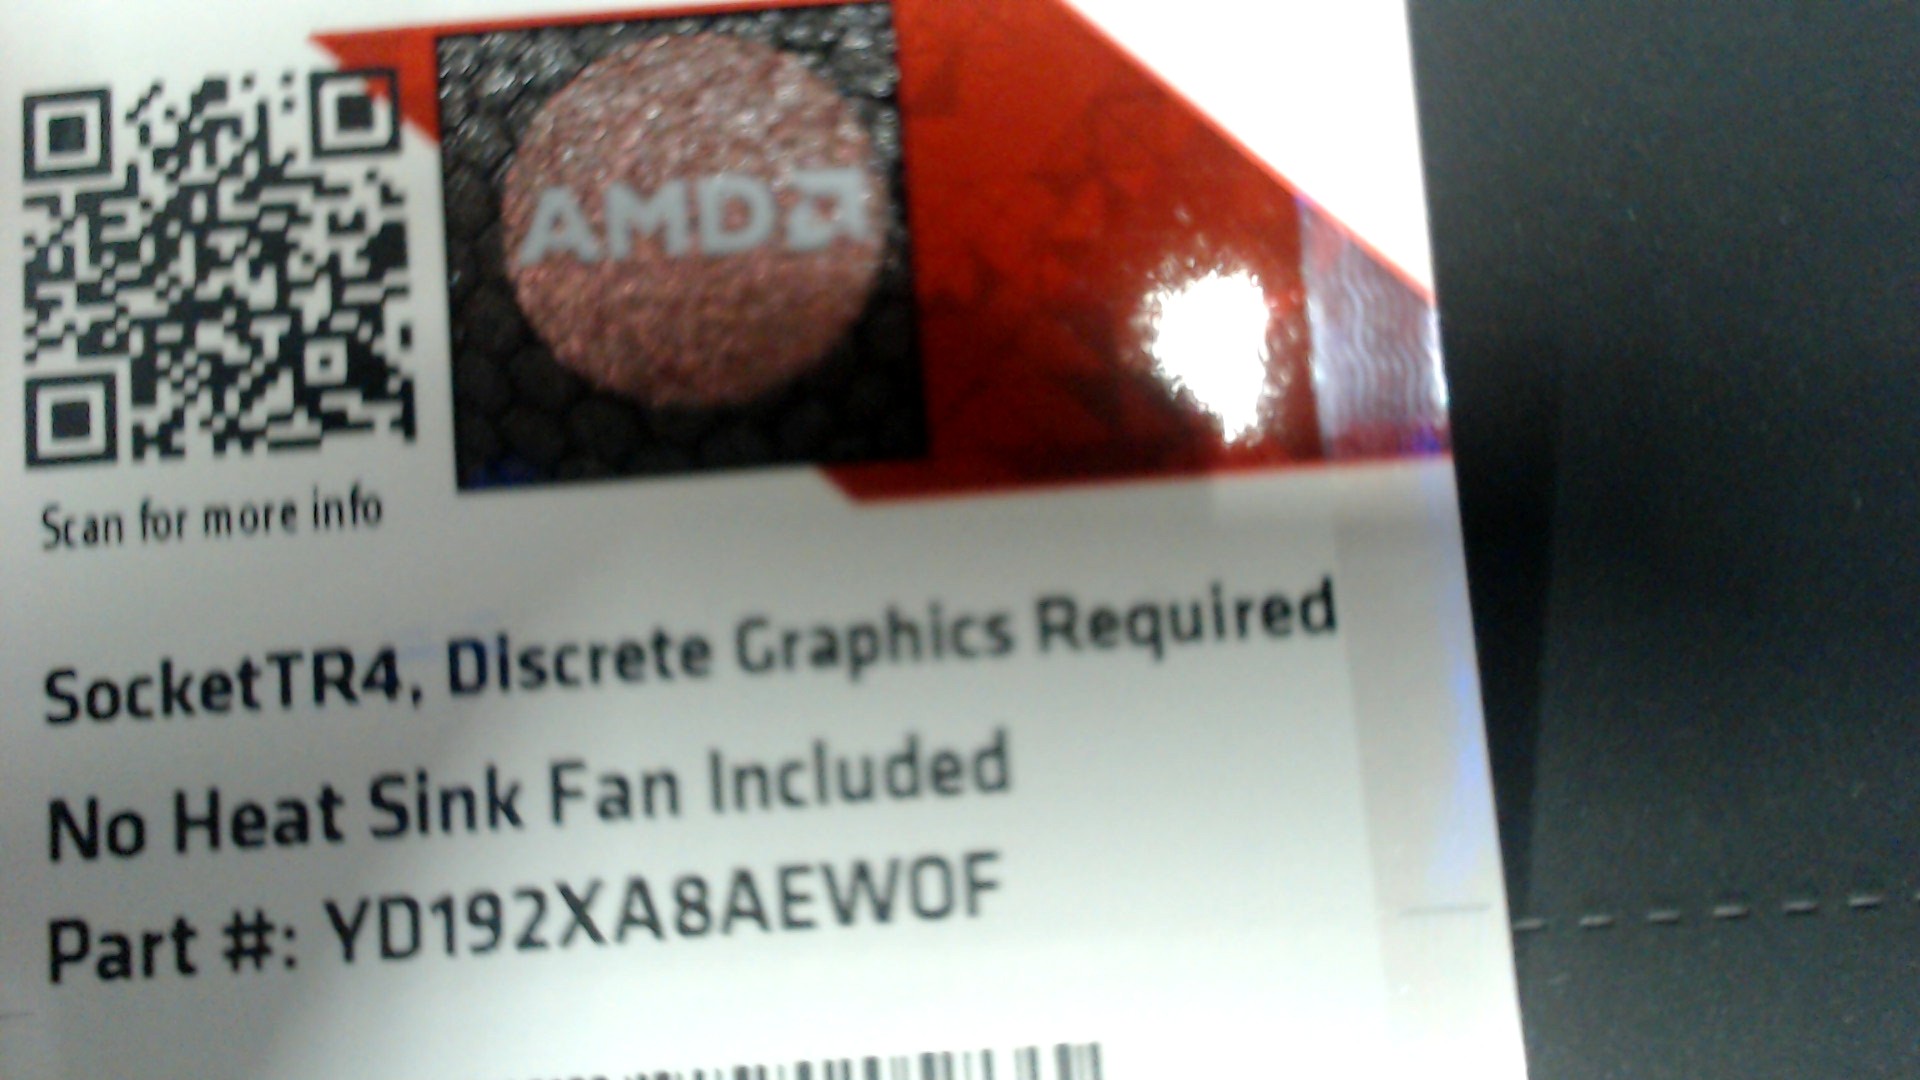 AMD
Scan for more info
SocketTR4, Discrete Graphics Required
No Heat Sink Fan Included
Part #: YD192XA8AEWOF